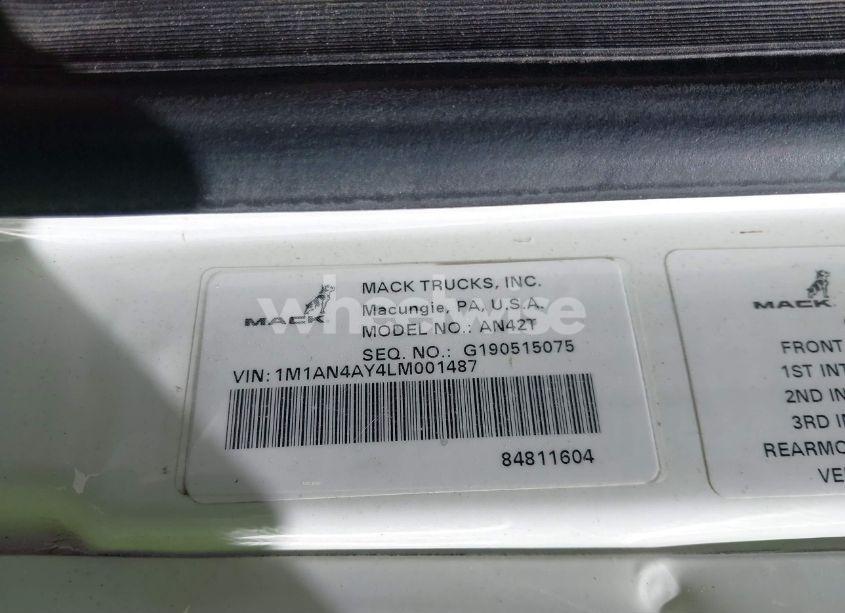 MACK
MACK TRUCKS, INC.
Macungie, PA, U.S.A.
MODEL NO.: AN42T
SEQ. NO.: G190515075
VIN: 1M1AN4AY4LM001487
84811604
wheelwise
MACK
FRONT
1ST INT
2ND IN
3RD I
REARMO
VE